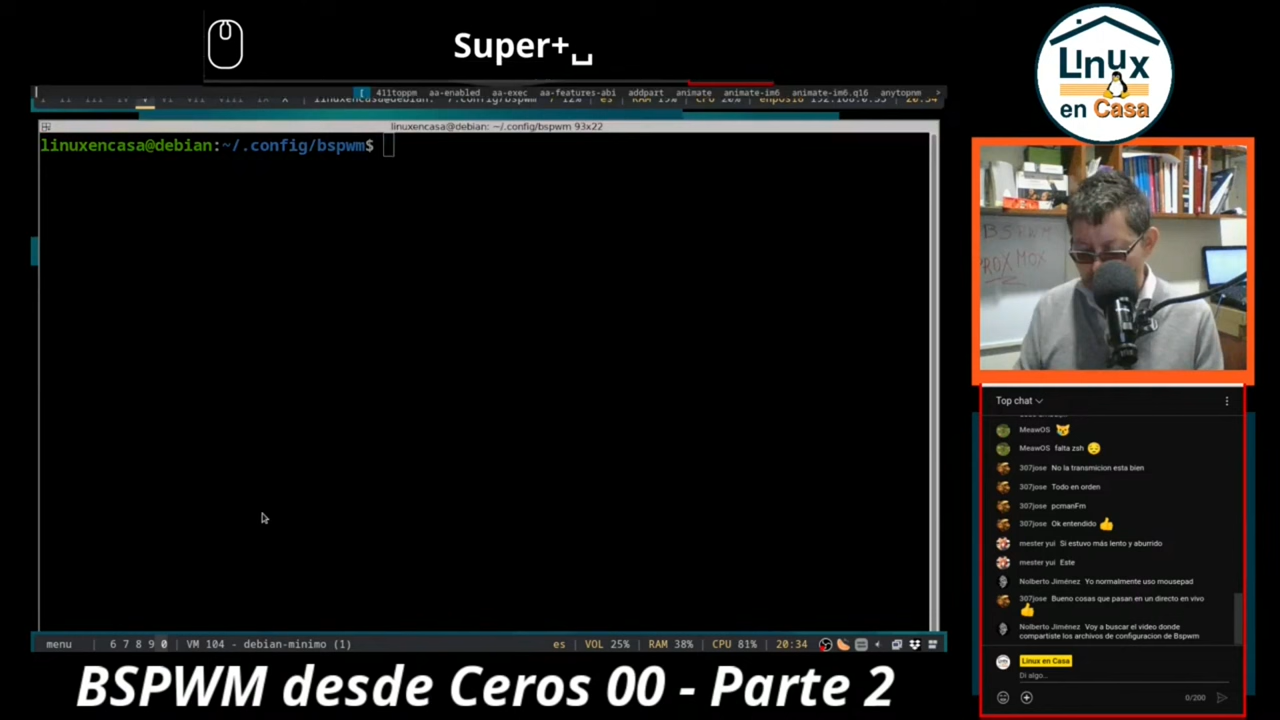 Super+␣
Linux
en Casa
[ 411toppm aa-enabled aa-exec aa-features-abi addpart animate animate-im6 animate-im6.q16 anytopnm >
linuxencasa@debian: ~/.config/bspwm 93x22
linuxencasa@debian:~/.config/bspwm$
BSPWM
PROXMOX
Top chat
MeawOS
MeawOS falta zsh
307jose No la transmicion esta bien
307jose Todo en orden
307jose pcmanFm
307jose Ok entendido
mester yui Si estuvo más lento y aburrido
mester yui Este
Nolberto Jiménez Yo normalmente uso mousepad
307jose Bueno cosas que pasan en un directo en vivo
Nolberto Jiménez Voy a buscar el video donde
compartiste los archivos de configuracion de Bspwm
Linux en Casa
Di algo...
0/200
menu | 6 7 8 9 0 | VM 104 - debian-minimo (1)
es | VOL 25% | RAM 38% | CPU 81% | 20:34
BSPWM desde Ceros 00 - Parte 2